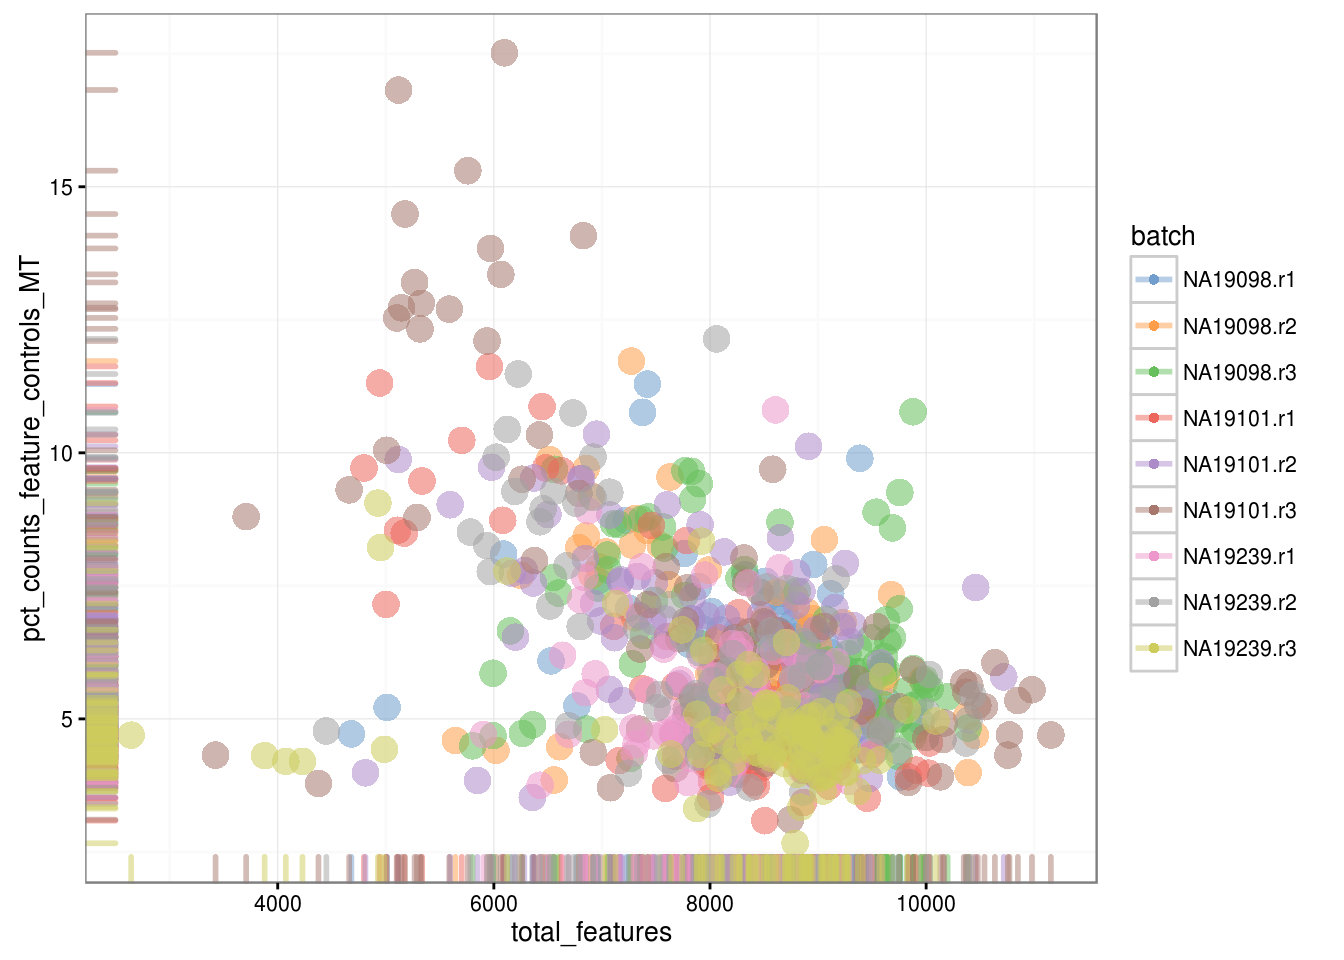 15
10
5
pct_counts_feature_controls_MT
4000 6000 8000 10000
total_features
batch
NA19098.r1
NA19098.r2
NA19098.r3
NA19101.r1
NA19101.r2
NA19101.r3
NA19239.r1
NA19239.r2
NA19239.r3